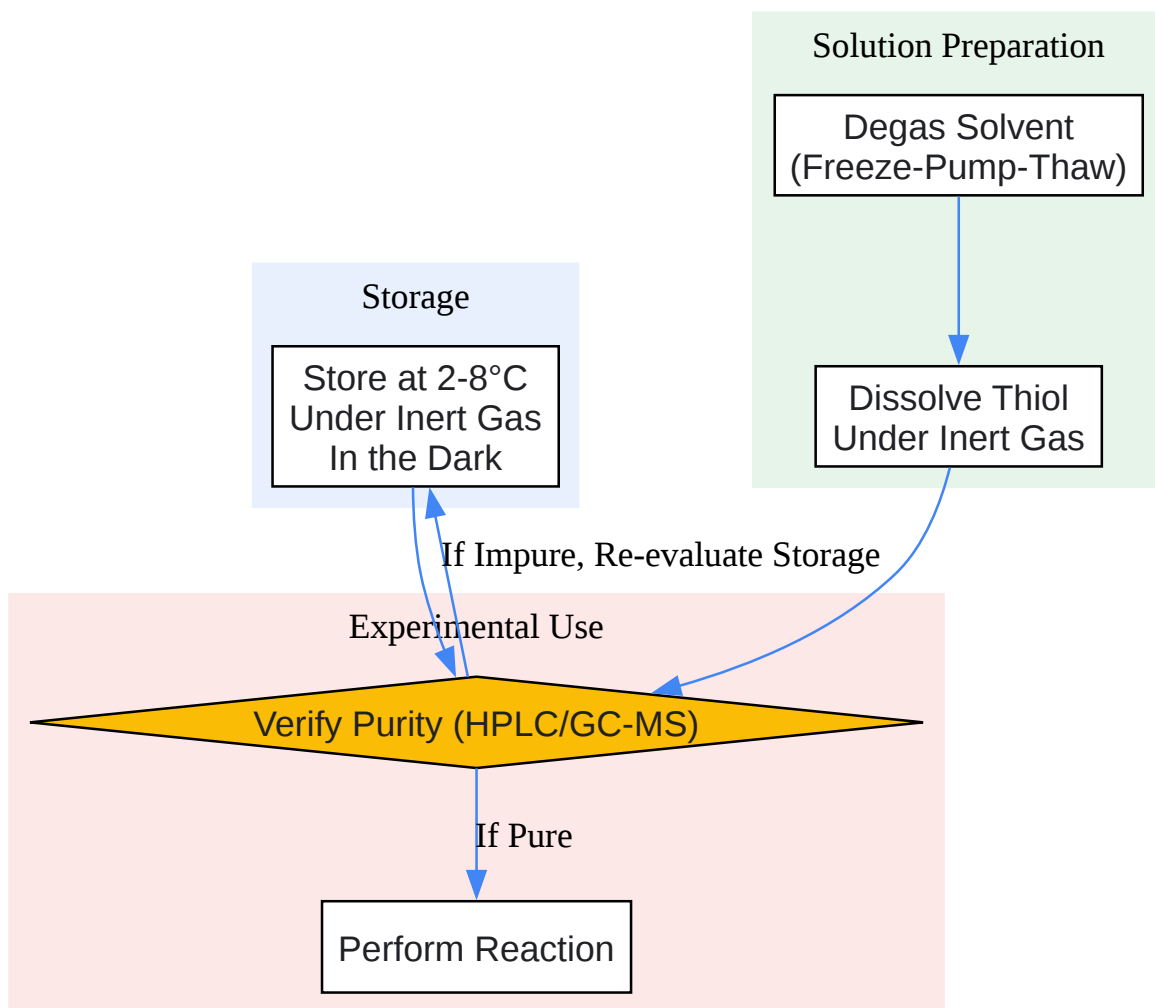 Solution Preparation
Degas Solvent
(Freeze-Pump-Thaw)
Storage
Store at 2-8°C
Under Inert Gas
In the Dark
Dissolve Thiol
Under Inert Gas
If Impure, Re-evaluate Storage
Experimental Use
Verify Purity (HPLC/GC-MS)
If Pure
Perform Reaction